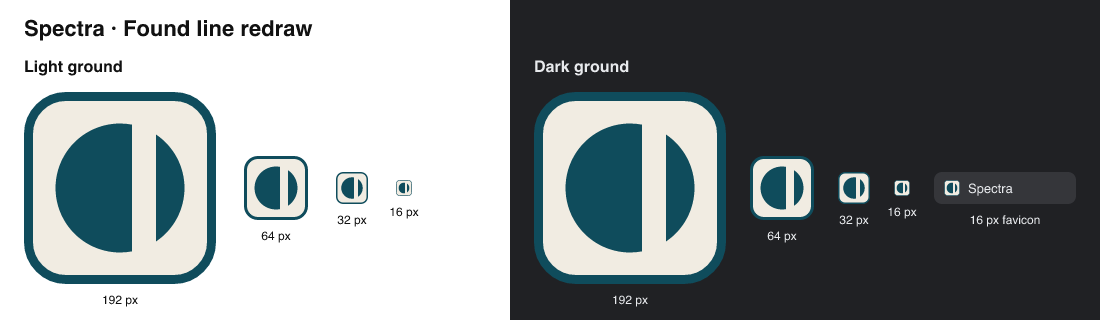 Spectra · Found line redraw
Light ground
192 px
64 px
32 px
16 px
Dark ground
192 px
64 px
32 px
16 px
Spectra
16 px favicon